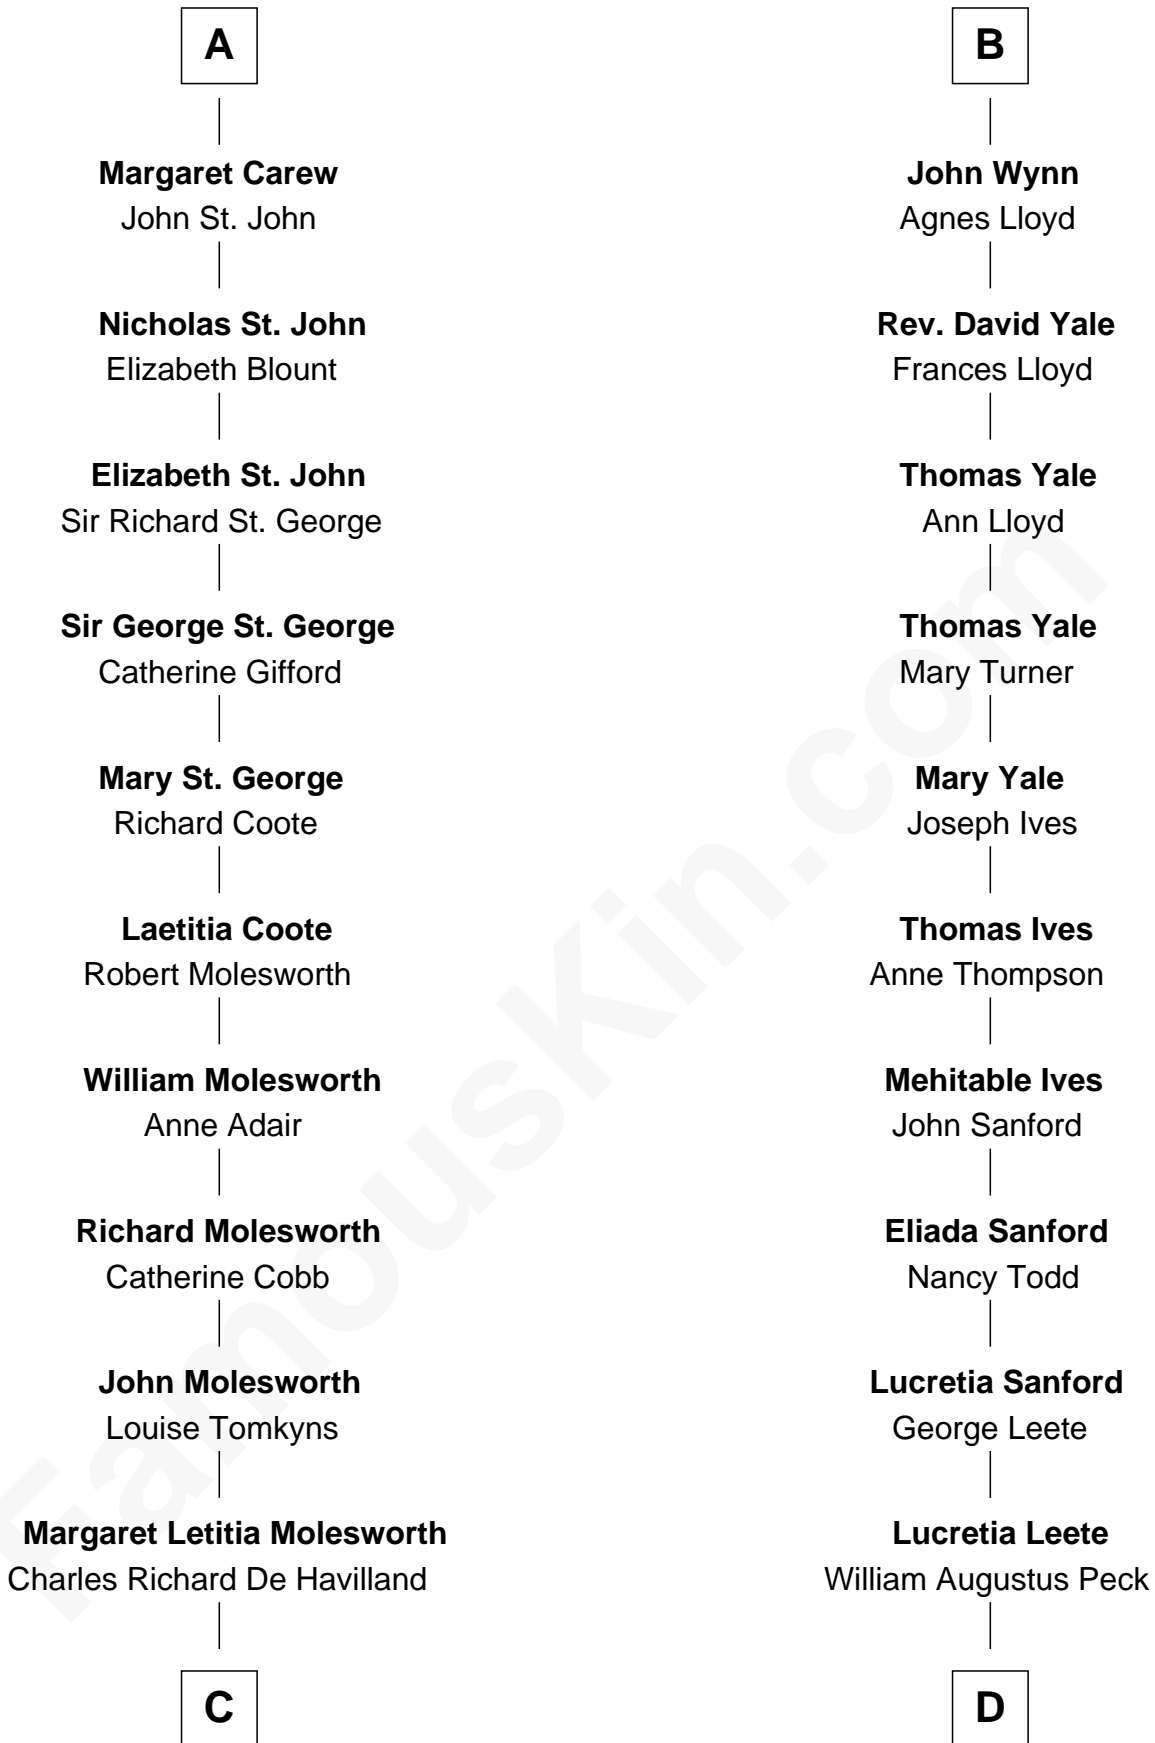 A
Margaret Carew
John St. John
Nicholas St. John
Elizabeth Blount
Elizabeth St. John
Sir Richard St. George
Sir George St. George
Catherine Gifford
Mary St. George
Richard Coote
Laetitia Coote
Robert Molesworth
William Molesworth
Anne Adair
Richard Molesworth
Catherine Cobb
John Molesworth
Louise Tomkyns
Margaret Letitia Molesworth
Charles Richard De Havilland
C
B
John Wynn
Agnes Lloyd
Rev. David Yale
Frances Lloyd
Thomas Yale
Ann Lloyd
Thomas Yale
Mary Turner
Mary Yale
Joseph Ives
Thomas Ives
Anne Thompson
Mehitable Ives
John Sanford
Eliada Sanford
Nancy Todd
Lucretia Sanford
George Leete
Lucretia Leete
William Augustus Peck
D
FamousKin.com